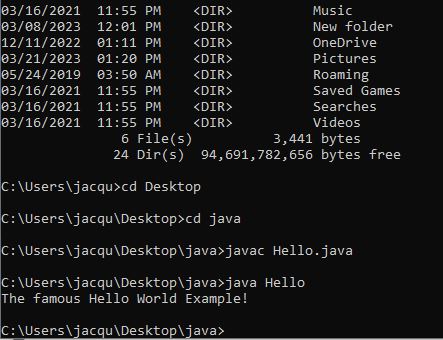 03/16/2021  11:55 PM    <DIR>          Music
03/08/2023  12:01 PM    <DIR>          New folder
12/11/2022  01:11 PM    <DIR>          OneDrive
03/21/2023  01:20 PM    <DIR>          Pictures
05/24/2019  03:50 AM    <DIR>          Roaming
03/16/2021  11:55 PM    <DIR>          Saved Games
03/16/2021  11:55 PM    <DIR>          Searches
03/16/2021  11:55 PM    <DIR>          Videos
6 File(s)          3,441 bytes
24 Dir(s)  94,691,782,656 bytes free
C:\Users\jacqu>cd Desktop
C:\Users\jacqu\Desktop>cd java
C:\Users\jacqu\Desktop\java>javac Hello.java
C:\Users\jacqu\Desktop\java>java Hello
The famous Hello World Example!
C:\Users\jacqu\Desktop\java>